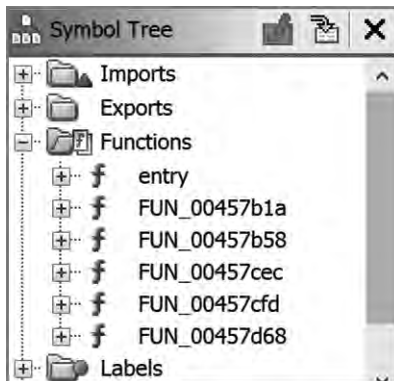 Symbol Tree
Imports
Exports
Functions
entry
FUN_00457b1a
FUN_00457b58
FUN_00457cec
FUN_00457cfd
FUN_00457d68
Labels